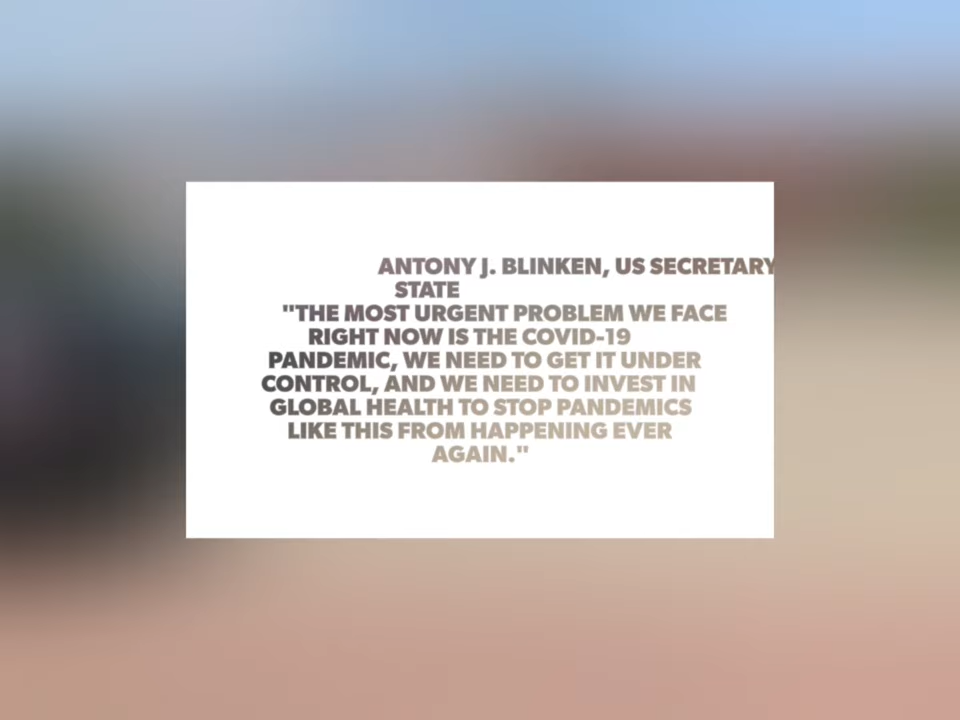 ANTONY J. BLINKEN, US SECRETARY
STATE
"THE MOST URGENT PROBLEM WE FACE
RIGHT NOW IS THE COVID-19
PANDEMIC, WE NEED TO GET IT UNDER
CONTROL, AND WE NEED TO INVEST IN
GLOBAL HEALTH TO STOP PANDEMICS
LIKE THIS FROM HAPPENING EVER
AGAIN."